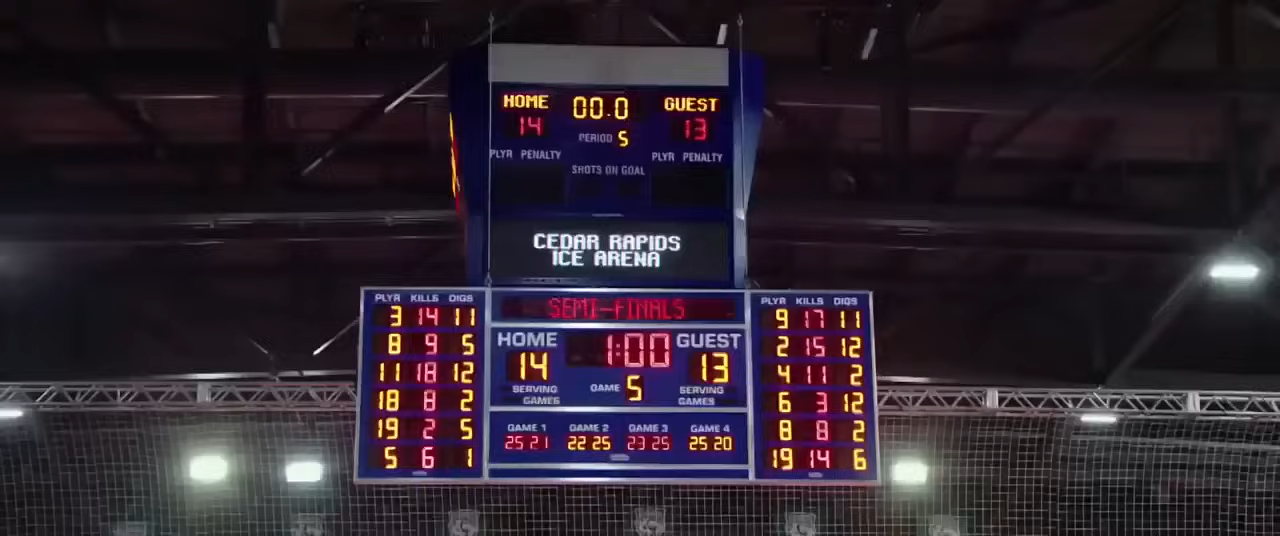 HOME 00.0 GUEST
14 13
PERIOD 5
PLYR PENALTY PLYR PENALTY
SHOTS ON GOAL
CEDAR RAPIDS
ICE ARENA
PLYR KILLS DIGS
3 14 11
8 9 5
11 18 12
18 8 2
19 2 5
5 6 1
SEMI-FINALS
HOME 1:00 GUEST
14 13
SERVING GAME 5 SERVING
GAMES GAMES
GAME 1 GAME 2 GAME 3 GAME 4
25 21 22 25 23 25 25 20
PLYR KILLS DIGS
9 17 11
2 15 12
4 11 2
6 3 12
8 8 2
19 14 6